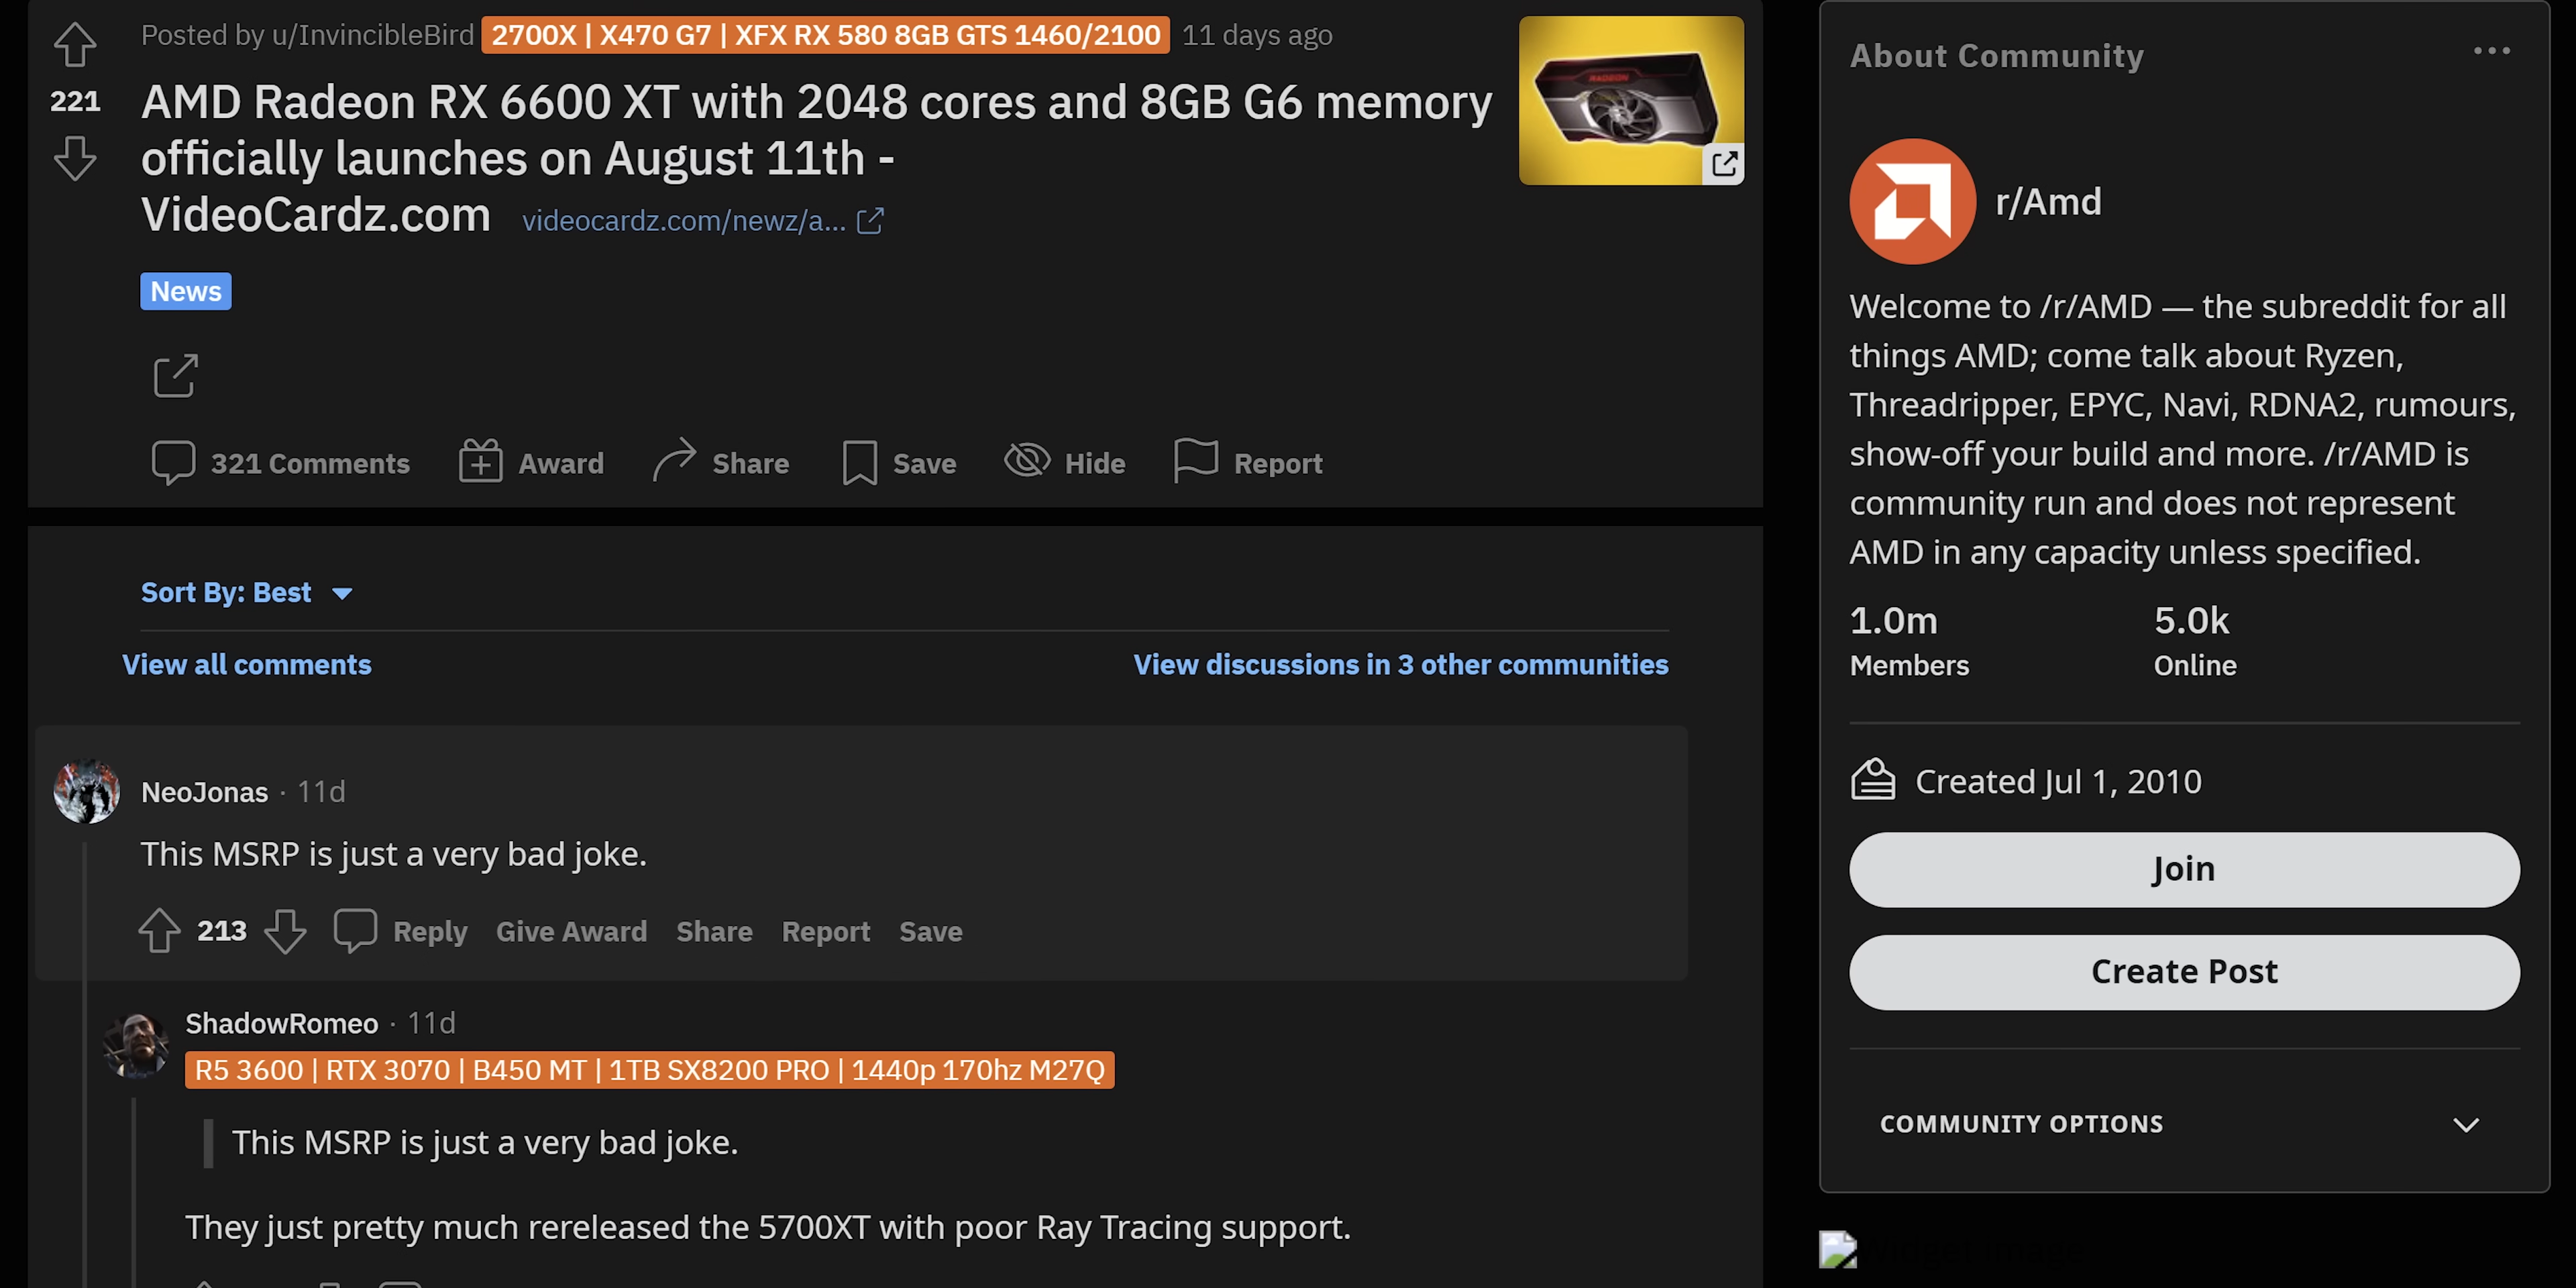 Posted by u/InvincibleBird 2700X | X470 G7 | XFX RX 580 8GB GTS 1460/2100 11 days ago
221
AMD Radeon RX 6600 XT with 2048 cores and 8GB G6 memory
officially launches on August 11th -
VideoCardz.com videocardz.com/newz/a...
RADEON
News
321 Comments Award Share Save Hide Report
Sort By: Best
View all comments View discussions in 3 other communities
NeoJonas · 11d
This MSRP is just a very bad joke.
213 Reply Give Award Share Report Save
ShadowRomeo · 11d
R5 3600 | RTX 3070 | B450 MT | 1TB SX8200 PRO | 1440p 170hz M27Q
This MSRP is just a very bad joke.
They just pretty much rereleased the 5700XT with poor Ray Tracing support.
About Community
r/Amd
Welcome to /r/AMD — the subreddit for all
things AMD; come talk about Ryzen,
Threadripper, EPYC, Navi, RDNA2, rumours,
show-off your build and more. /r/AMD is
community run and does not represent
AMD in any capacity unless specified.
1.0m 5.0k
Members Online
Created Jul 1, 2010
Join
Create Post
COMMUNITY OPTIONS
Widget image